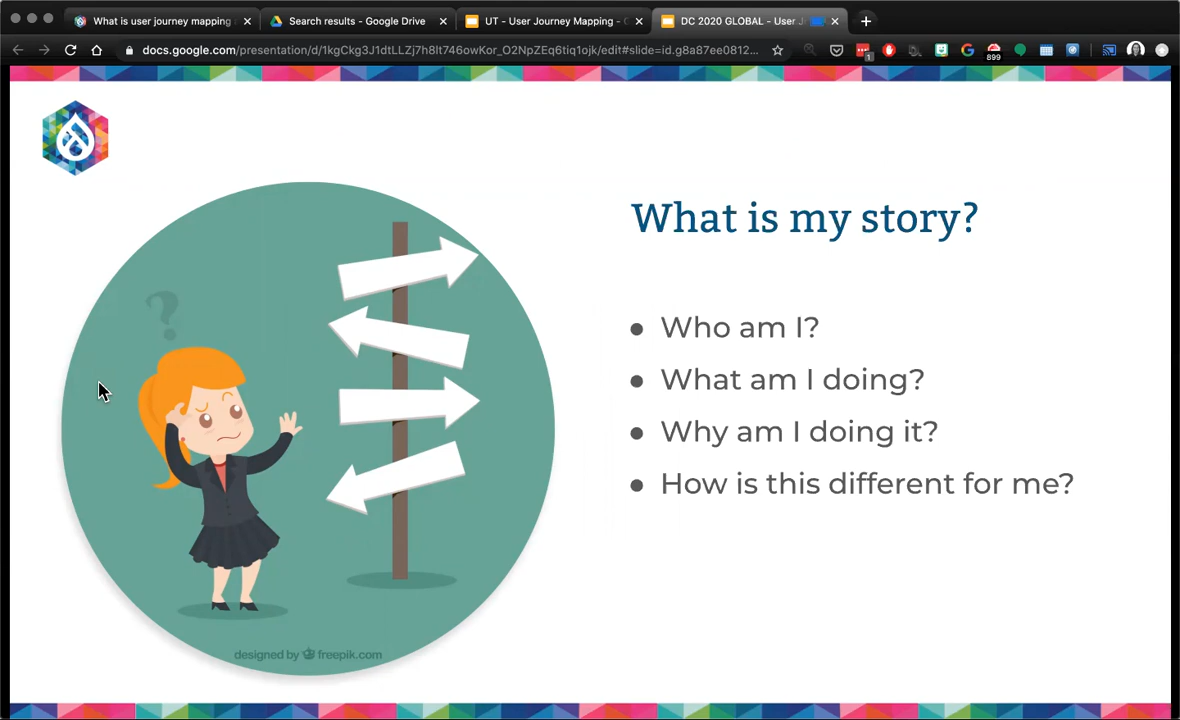 What is user journey mapping
Search results - Google Drive
UT - User Journey Mapping -
DC 2020 GLOBAL - User
docs.google.com/presentation/d/1kgCkg3J1dtLLZj7h8lt746owKor_O2NpZEq6tiq1ojk/edit#slide=id.g8a87ee0812...
1
899
What is my story?
?
• Who am I?
• What am I doing?
• Why am I doing it?
• How is this different for me?
designed by freepik.com